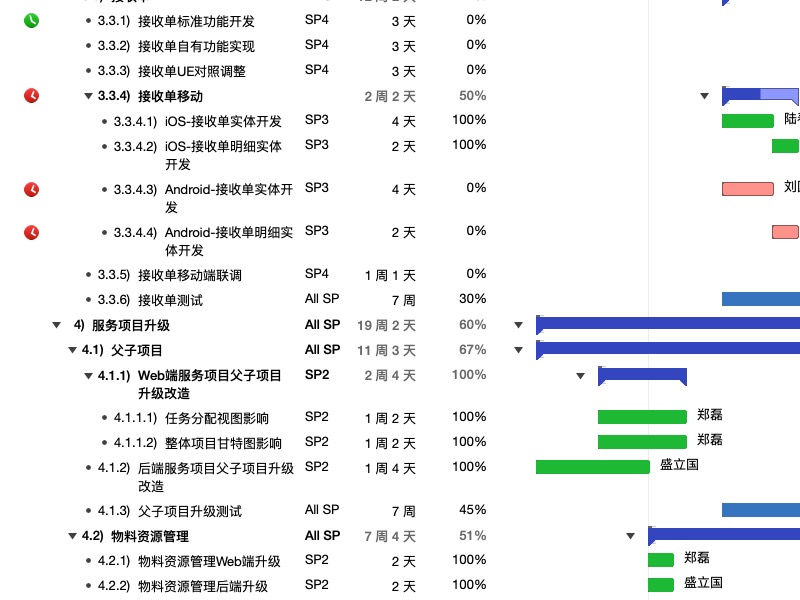 3.3.1) 接收单标准功能开发 SP4 3 天 0%
3.3.2) 接收单自有功能实现 SP4 3 天 0%
3.3.3) 接收单UE对照调整 SP4 3 天 0%
3.3.4) 接收单移动 2 周 2 天 50%
3.3.4.1) iOS-接收单实体开发 SP3 4 天 100% 陆
3.3.4.2) iOS-接收单明细实体 SP3 2 天 100%
开发
3.3.4.3) Android-接收单实体开 SP3 4 天 0% 刘
发
3.3.4.4) Android-接收单明细实 SP3 2 天 0%
体开发
3.3.5) 接收单移动端联调 SP4 1 周 1 天 0%
3.3.6) 接收单测试 All SP 7 周 30%
4) 服务项目升级 All SP 19 周 2 天 60%
4.1) 父子项目 All SP 11 周 3 天 67%
4.1.1) Web端服务项目父子项目 SP2 2 周 4 天 100%
升级改造
4.1.1.1) 任务分配视图影响 SP2 1 周 2 天 100% 郑磊
4.1.1.2) 整体项目甘特图影响 SP2 1 周 2 天 100% 郑磊
4.1.2) 后端服务项目父子项目升级 SP2 1 周 4 天 100% 盛立国
改造
4.1.3) 父子项目升级测试 All SP 7 周 45%
4.2) 物料资源管理 All SP 7 周 4 天 51%
4.2.1) 物料资源管理Web端升级 SP2 2 天 100% 郑磊
4.2.2) 物料资源管理后端升级 SP2 2 天 100% 盛立国